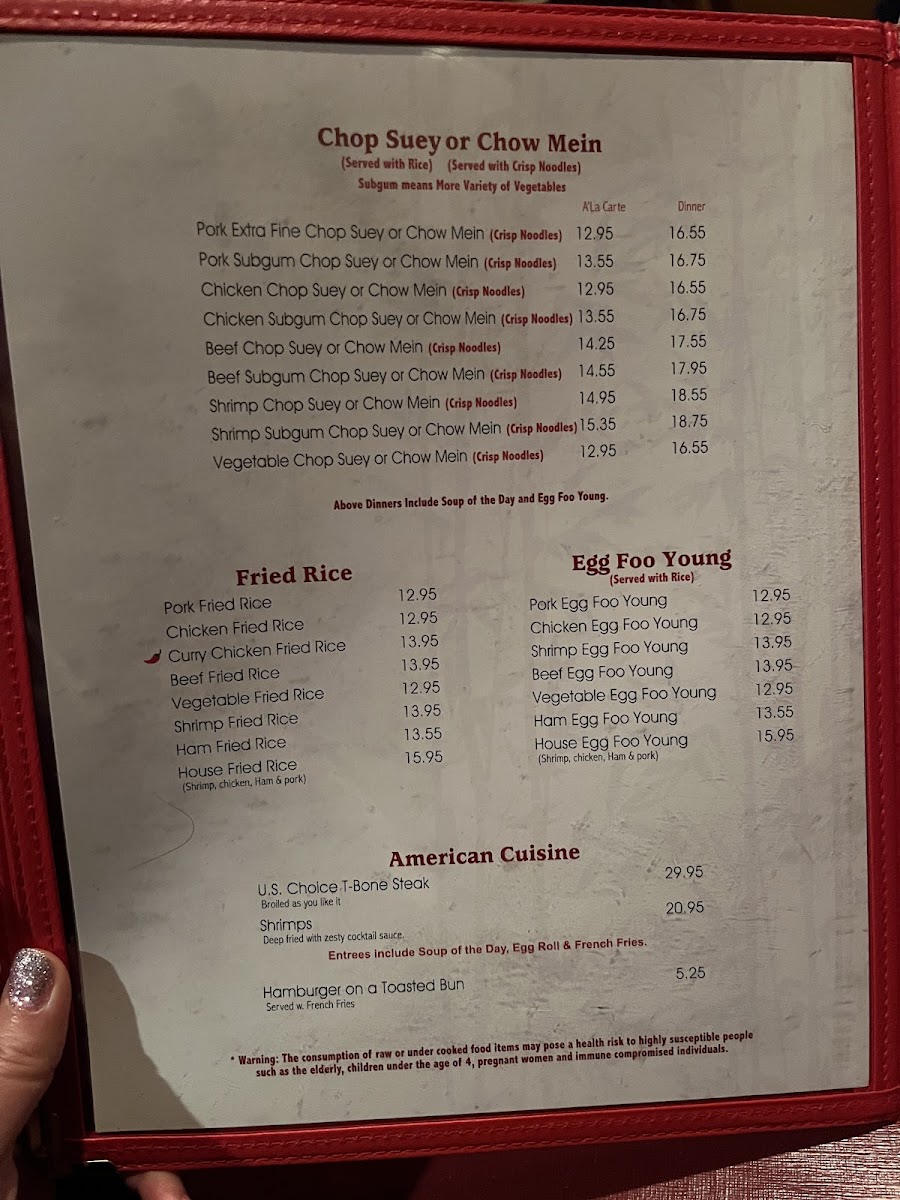 Chop Suey or Chow Mein
(Served with Rice) (Served with Crisp Noodles)
Subgum means More Variety of Vegetables
A'La Carte Dinner
Pork Extra Fine Chop Suey or Chow Mein (Crisp Noodles) 12.95 16.55
Pork Subgum Chop Suey or Chow Mein (Crisp Noodles) 13.55 16.75
Chicken Chop Suey or Chow Mein (Crisp Noodles) 12.95 16.55
Chicken Subgum Chop Suey or Chow Mein (Crisp Noodles) 13.55 16.75
Beef Chop Suey or Chow Mein (Crisp Noodles) 14.25 17.55
Beef Subgum Chop Suey or Chow Mein (Crisp Noodles) 14.55 17.95
Shrimp Chop Suey or Chow Mein (Crisp Noodles) 14.95 18.55
Shrimp Subgum Chop Suey or Chow Mein (Crisp Noodles) 15.35 18.75
Vegetable Chop Suey or Chow Mein (Crisp Noodles) 12.95 16.55
Above Dinners Include Soup of the Day and Egg Foo Young.
Fried Rice
Pork Fried Rice 12.95
Chicken Fried Rice 12.95
Curry Chicken Fried Rice 13.95
Beef Fried Rice 13.95
Vegetable Fried Rice 12.95
Shrimp Fried Rice 13.95
Ham Fried Rice 13.55
House Fried Rice 15.95
(Shrimp, chicken, Ham & pork)
Egg Foo Young
(Served with Rice)
Pork Egg Foo Young 12.95
Chicken Egg Foo Young 12.95
Shrimp Egg Foo Young 13.95
Beef Egg Foo Young 13.95
Vegetable Egg Foo Young 12.95
Ham Egg Foo Young 13.55
House Egg Foo Young 15.95
(Shrimp, chicken, Ham & pork)
American Cuisine
U.S. Choice T-Bone Steak 29.95
Broiled as you like it
Shrimps 20.95
Deep fried with zesty cocktail sauce.
Entrees include Soup of the Day, Egg Roll & French Fries.
Hamburger on a Toasted Bun 5.25
Served w. French Fries
* Warning: The consumption of raw or under cooked food items may pose a health risk to highly susceptible people
such as the elderly, children under the age of 4, pregnant women and immune compromised individuals.